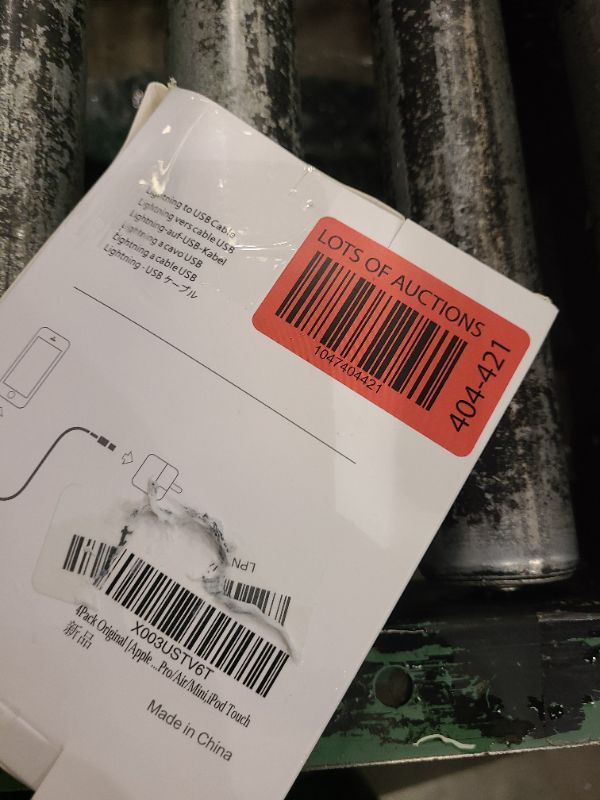 Lightning to USB Cable
Lightning vers cable USB
Lightning-auf-USB-Kabel
Lightning a cavo USB
Lightning a cable USB
Lightning - USB ケーブル
LOTS OF AUCTIONS
1047404421
404-421
LPN
X003USTV6T
4Pack Original [Apple...Pro/Air/Mini,iPod Touch
新品
Made in China